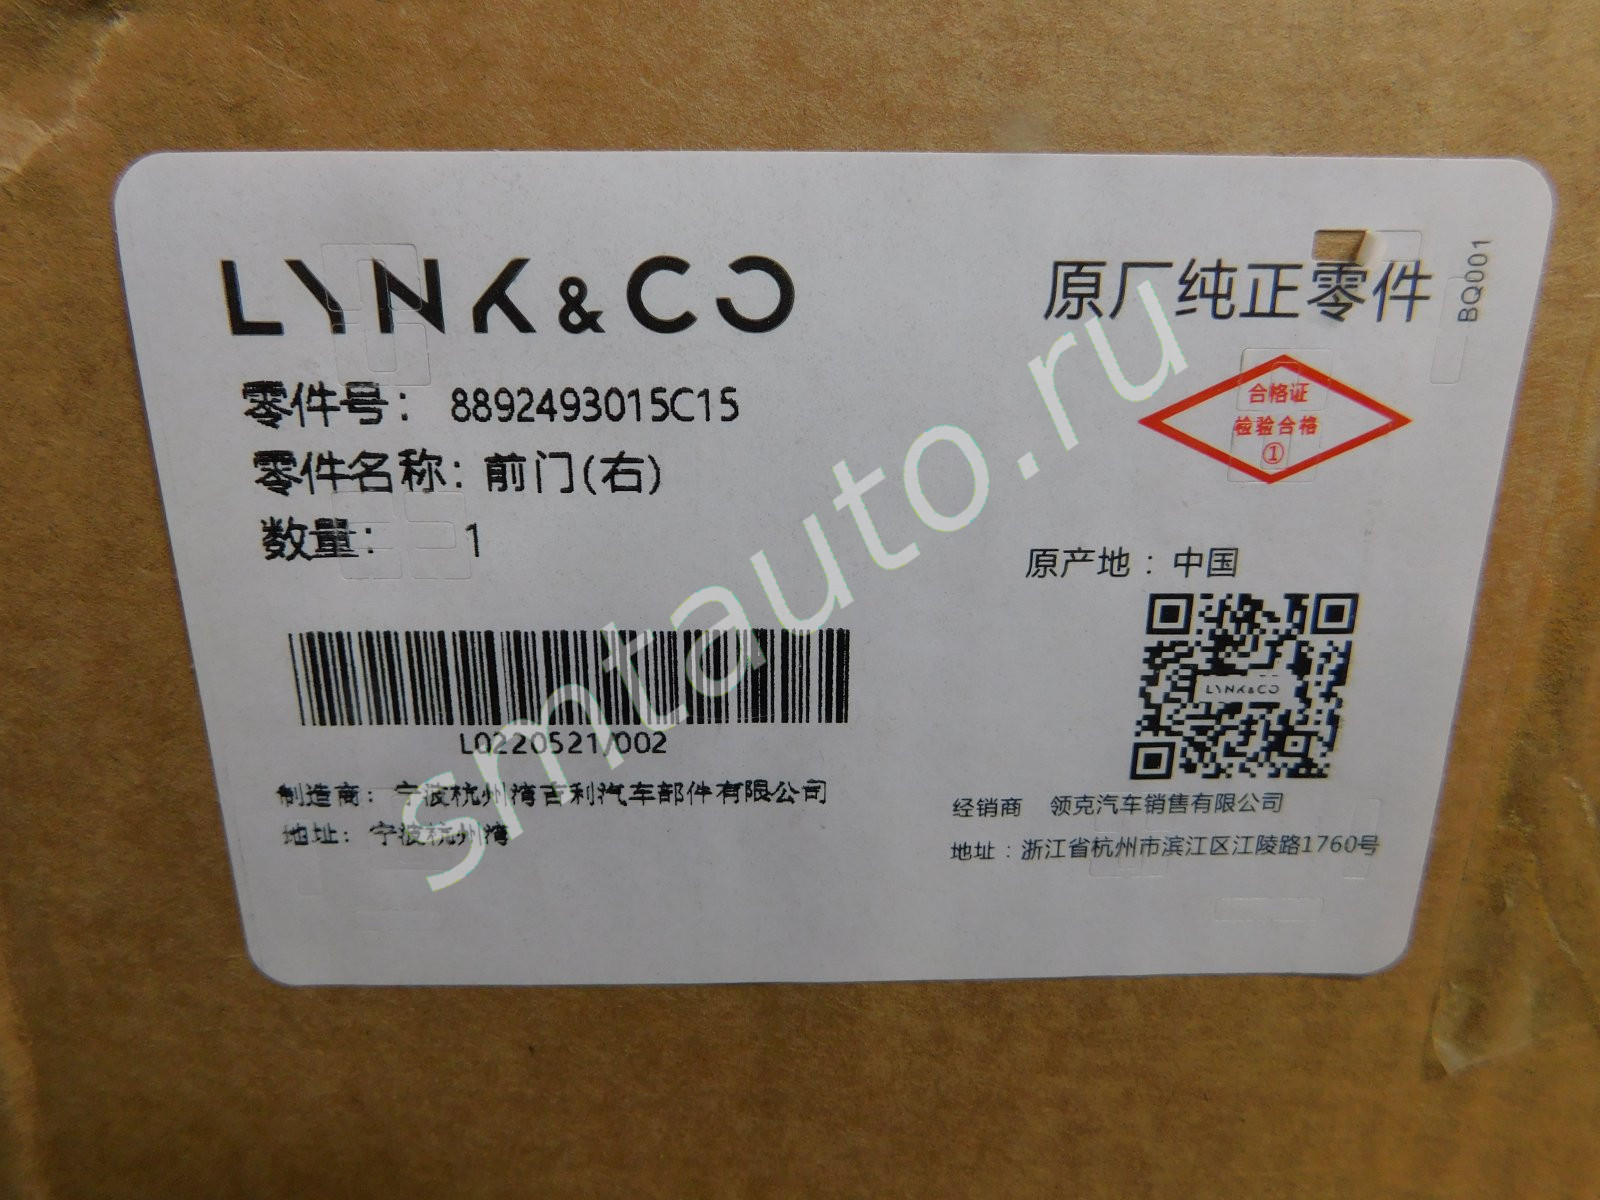 LYNK&CO
原厂纯正零件
BQ001
零件号: 8892493015C15
零件名称: 前门(右)
数量: 1
合格证
检验合格
①
原产地：中国
LYNK&CO
L0220521/002
制造商: 宁波杭州湾吉利汽车部件有限公司
地址: 宁波杭州湾
经销商 领克汽车销售有限公司
地址：浙江省杭州市滨江区江陵路1760号
smtauto.ru